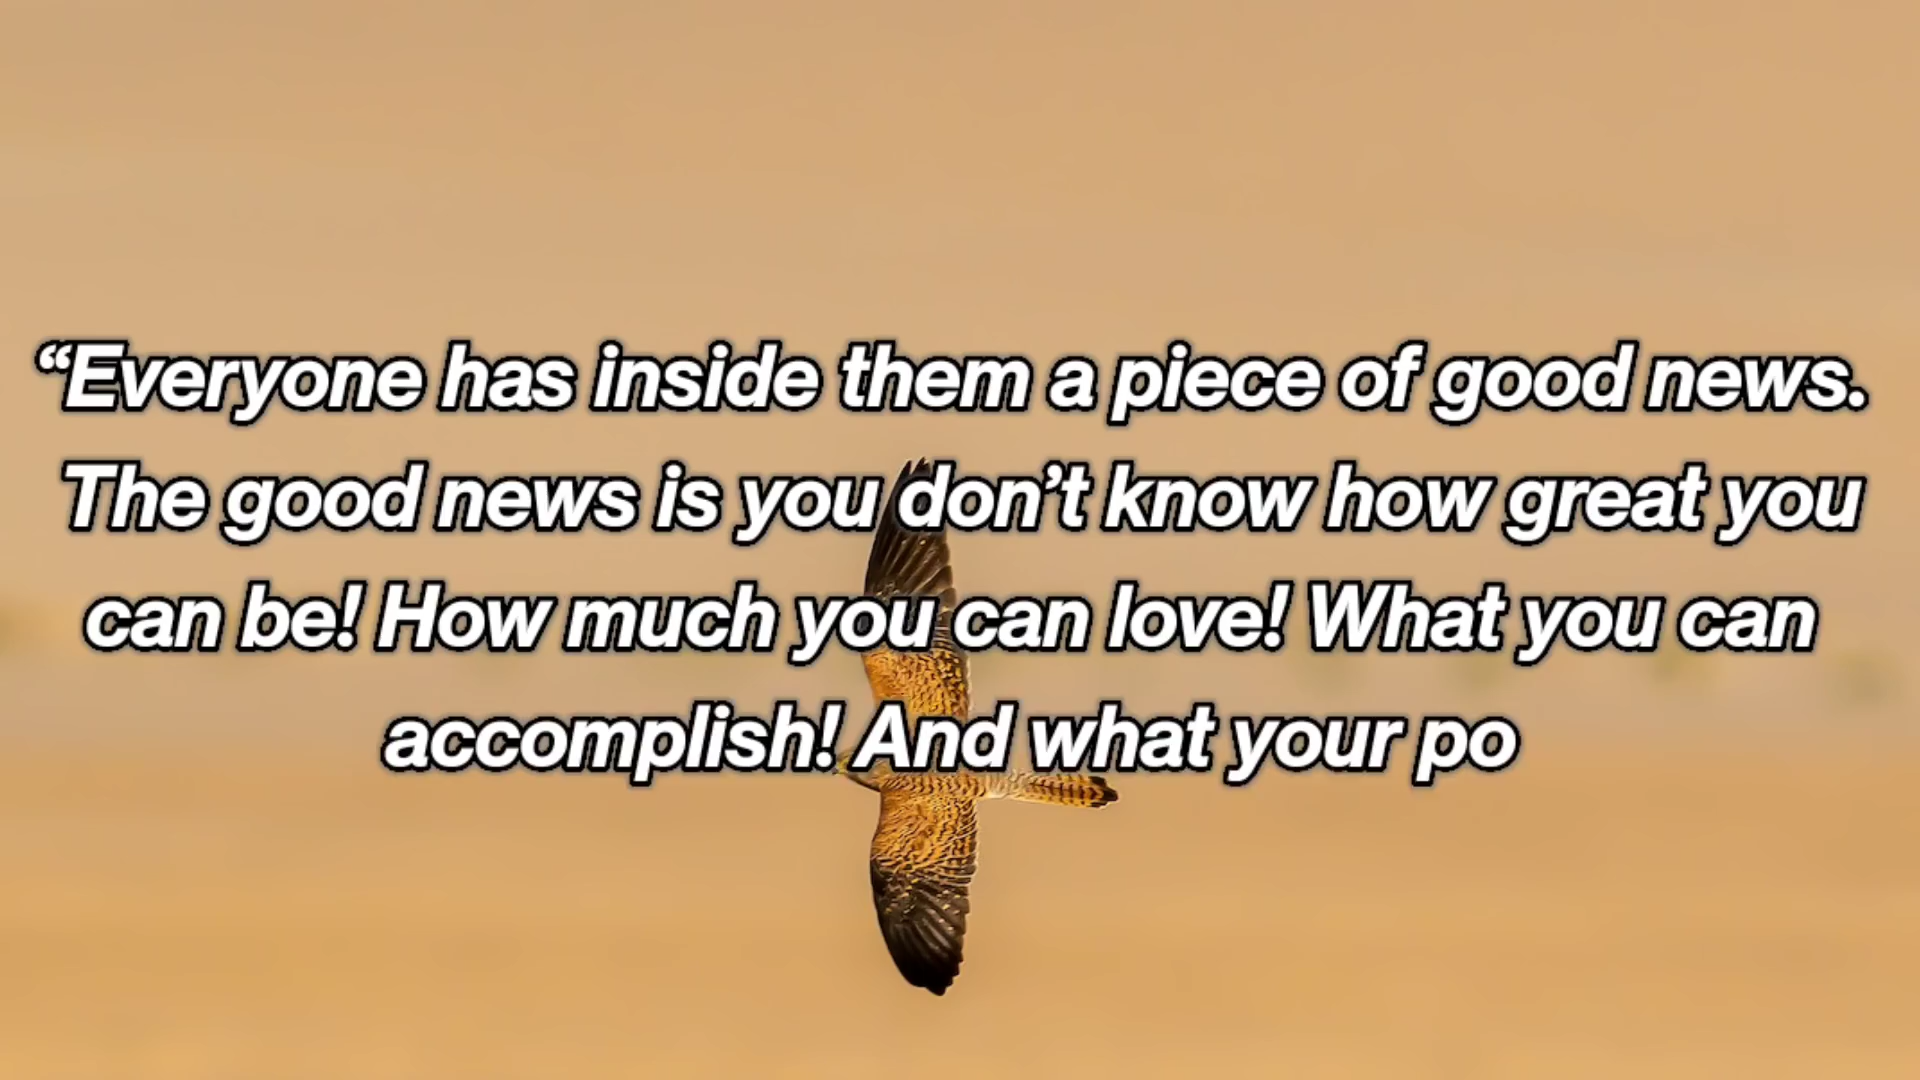 “Everyone has inside them a piece of good news.
The good news is you don’t know how great you
can be! How much you can love! What you can
accomplish! And what your po